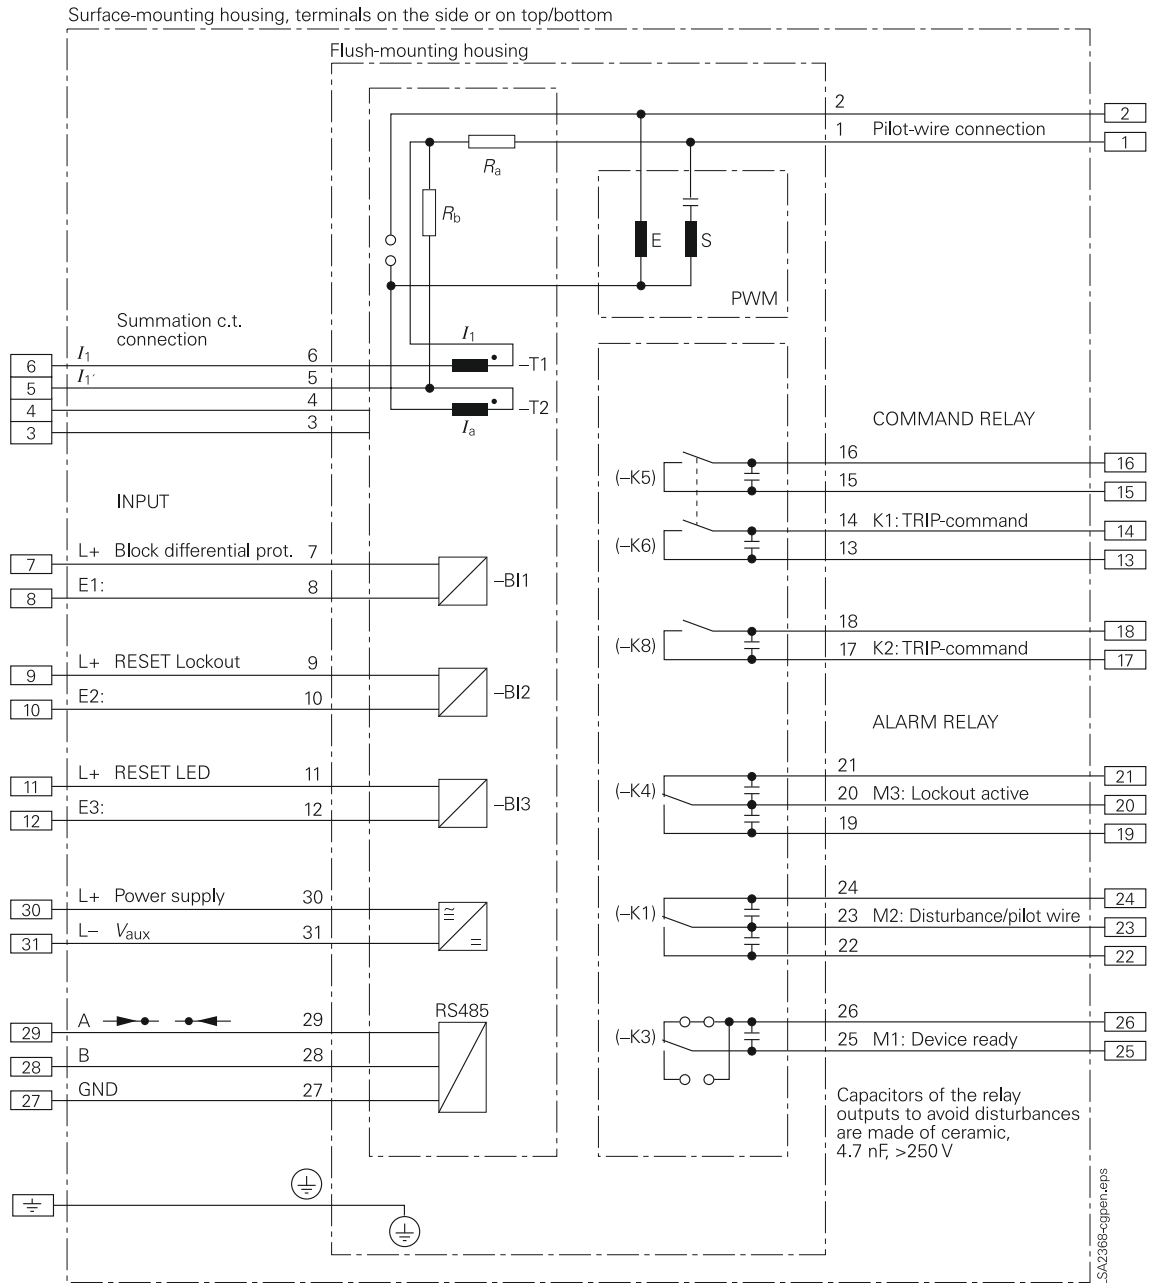 Surface-mounting housing, terminals on the side or on top/bottom
Flush-mounting housing
2
2
1 Pilot-wire connection
1
Ra
Rb
E
S
PWM
Summation c.t.
connection
I1
–T1
6
I1
6
5
I1′
5
4
4
3
3
–T2
Ia
COMMAND RELAY
(–K5)
16
16
15
15
INPUT
(–K6)
14 K1: TRIP-command
14
13
13
7
L+ Block differential prot. 7
–BI1
8
E1:
8
(–K8)
18
18
17 K2: TRIP-command
17
9
L+ RESET Lockout
9
–BI2
10
E2:
10
ALARM RELAY
11
L+ RESET LED
11
–BI3
12
E3:
12
(–K4)
21
21
20 M3: Lockout active
20
19
19
30
L+ Power supply
30
31
L– Vaux
31
(–K1)
24
24
23 M2: Disturbance/pilot wire
23
22
22
RS485
29
A
29
28
B
28
27
GND
27
(–K3)
26
26
25 M1: Device ready
25
Capacitors of the relay
outputs to avoid disturbances
are made of ceramic,
4.7 nF, >250 V
LSA2368-cgpen.eps